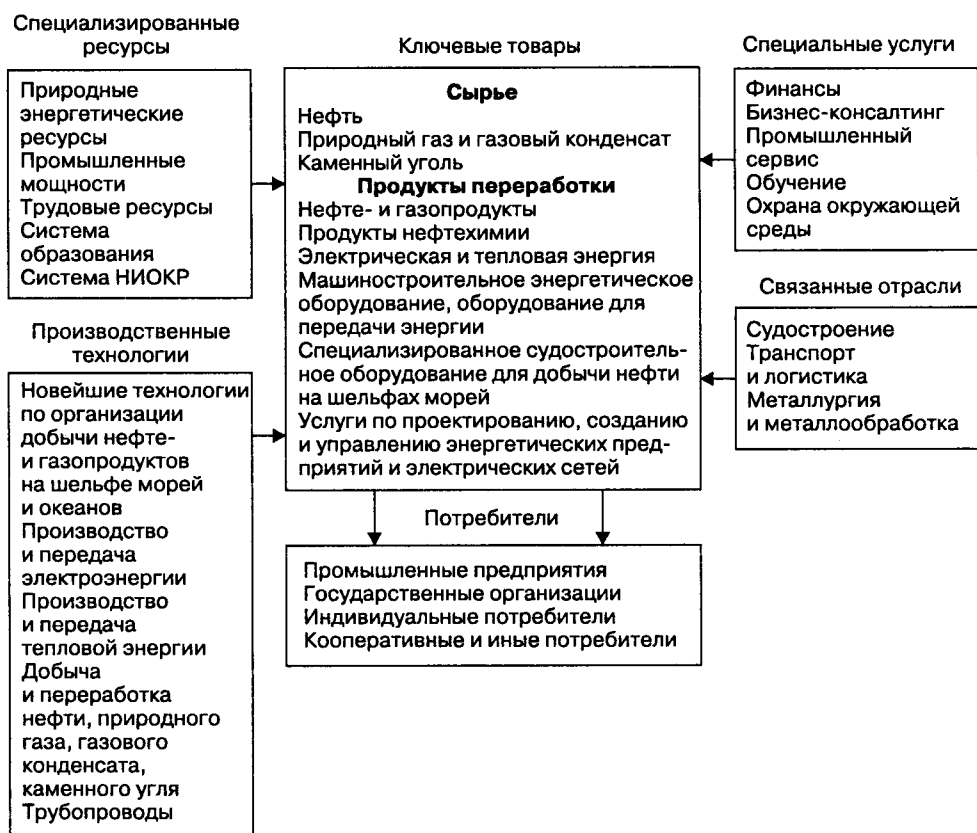 Специализированные
ресурсы
Природные
энергетические
ресурсы
Промышленные
мощности
Трудовые ресурсы
Система
образования
Система НИОКР
Производственные
технологии
Новейшие технологии
по организации
добычи нефте-
и газопродуктов
на шельфе морей
и океанов
Производство
и передача
электроэнергии
Производство
и передача
тепловой энергии
Добыча
и переработка
нефти, природного
газа, газового
конденсата,
каменного угля
Трубопроводы
Ключевые товары
Сырье
Нефть
Природный газ и газовый конденсат
Каменный уголь
Продукты переработки
Нефте- и газопродукты
Продукты нефтехимии
Электрическая и тепловая энергия
Машиностроительное энергетическое
оборудование, оборудование для
передачи энергии
Специализированное судостроитель-
ное оборудование для добычи нефти
на шельфах морей
Услуги по проектированию, созданию
и управлению энергетических пред-
приятий и электрических сетей
Потребители
Промышленные предприятия
Государственные организации
Индивидуальные потребители
Кооперативные и иные потребители
Специальные услуги
Финансы
Бизнес-консалтинг
Промышленный
сервис
Обучение
Охрана окружающей
среды
Связанные отрасли
Судостроение
Транспорт
и логистика
Металлургия
и металлообработка